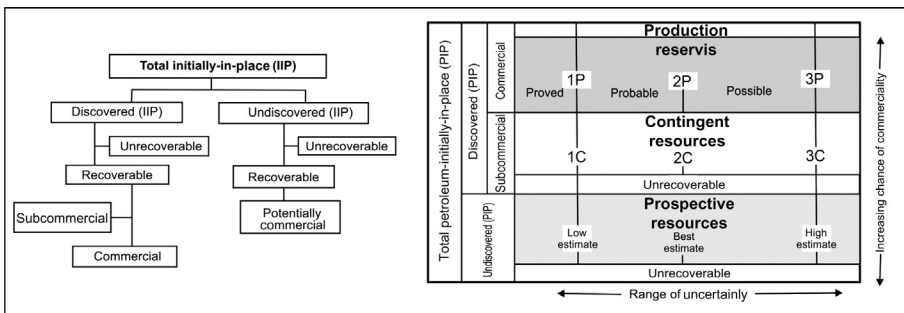 Total initially-in-place (IIP)
Discovered (IIP)
Undiscovered (IIP)
Unrecoverable
Unrecoverable
Recoverable
Recoverable
Subcommercial
Potentially
commercial
Commercial
Total petroleum-initially-in-place (PIP)
Discovered (PIP)
Undiscovered (PIP)
Commercial
Subcommercial
Production
reservis
1P
2P
3P
Proved
Probable
Possible
Contingent
resources
1C
2C
3C
Unrecoverable
Prospective
resources
Low
estimate
Best
estimate
High
estimate
Unrecoverable
Range of uncertainly
Increasing chance of commerciality